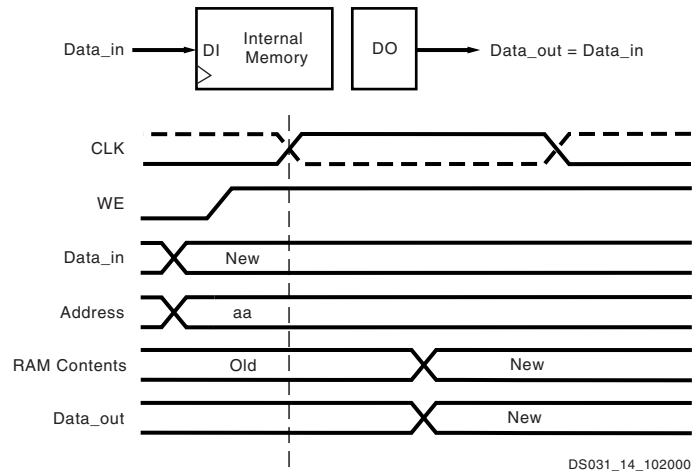 Data_in DI Internal Memory DO Data_out = Data_in
CLK
WE
Data_in New
Address aa
RAM Contents Old New
Data_out New
DS031_14_102000